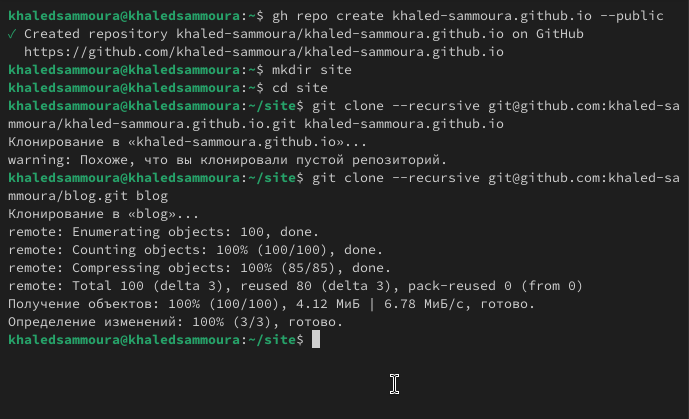 khaledsammoura@khaledsammoura:~$ gh repo create khaled-sammoura.github.io --public
✓ Created repository khaled-sammoura/khaled-sammoura.github.io on GitHub
  https://github.com/khaled-sammoura/khaled-sammoura.github.io
khaledsammoura@khaledsammoura:~$ mkdir site
khaledsammoura@khaledsammoura:~$ cd site
khaledsammoura@khaledsammoura:~/site$ git clone --recursive git@github.com:khaled-sa
mmoura/khaled-sammoura.github.io.git khaled-sammoura.github.io
Клонирование в «khaled-sammoura.github.io»...
warning: Похоже, что вы клонировали пустой репозиторий.
khaledsammoura@khaledsammoura:~/site$ git clone --recursive git@github.com:khaled-sa
mmoura/blog.git blog
Клонирование в «blog»...
remote: Enumerating objects: 100, done.
remote: Counting objects: 100% (100/100), done.
remote: Compressing objects: 100% (85/85), done.
remote: Total 100 (delta 3), reused 80 (delta 3), pack-reused 0 (from 0)
Получение объектов: 100% (100/100), 4.12 МиБ | 6.78 МиБ/с, готово.
Определение изменений: 100% (3/3), готово.
khaledsammoura@khaledsammoura:~/site$